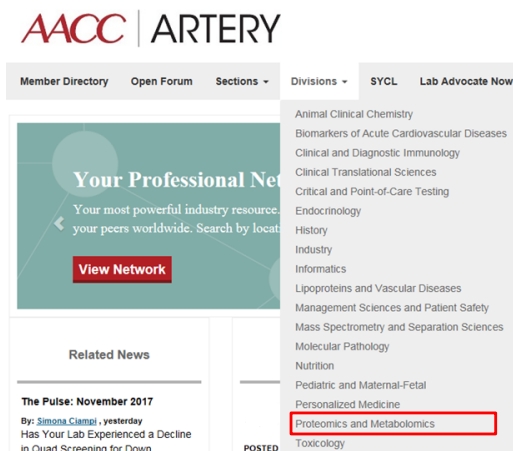 AACC | ARTERY
Member Directory Open Forum Sections Divisions SYCL Lab Advocate Now
Your Professional Net
Your most powerful industry resource.
your peers worldwide. Search by locat
View Network
Animal Clinical Chemistry
Biomarkers of Acute Cardiovascular Diseases
Clinical and Diagnostic Immunology
Clinical Translational Sciences
Critical and Point-of-Care Testing
Endocrinology
History
Industry
Informatics
Lipoproteins and Vascular Diseases
Management Sciences and Patient Safety
Mass Spectrometry and Separation Sciences
Molecular Pathology
Nutrition
Pediatric and Maternal-Fetal
Personalized Medicine
Proteomics and Metabolomics
Toxicology
Related News
The Pulse: November 2017
By: Simona Ciampi , yesterday
Has Your Lab Experienced a Decline
in Quad Screening for Down
POSTED